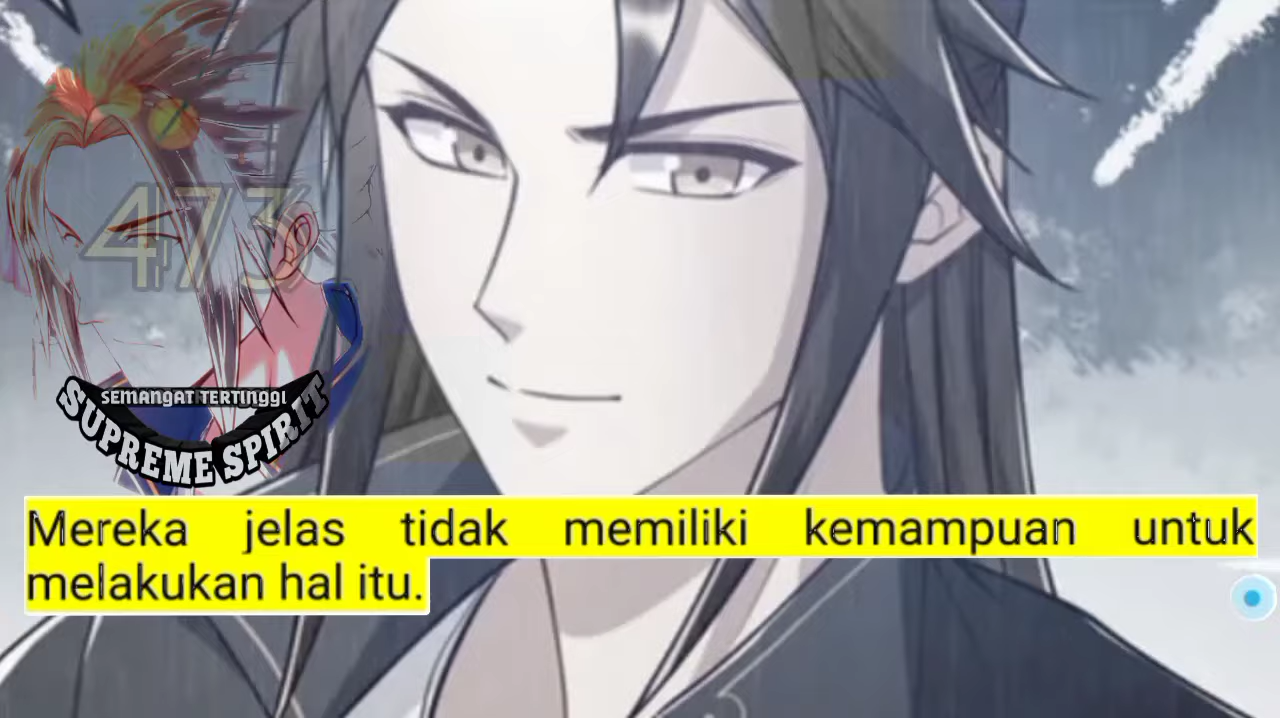 473
SEMANGAT TERTINGGI
SUPREME SPIRIT
Mereka jelas tidak memiliki kemampuan untuk
melakukan hal itu.